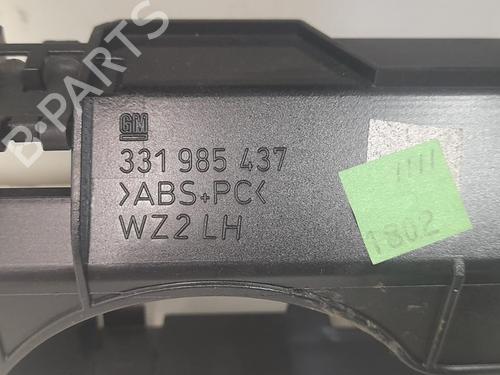 B-PARTS
GM
331 985 437
>ABS+PC<
WZ2 LH
1802